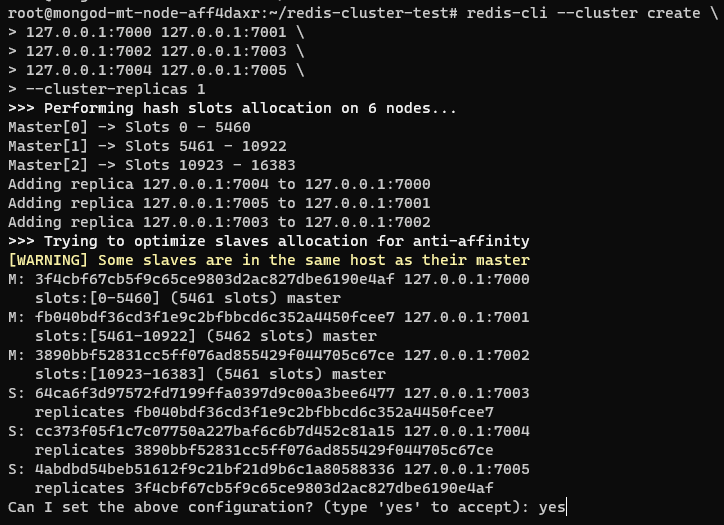 root@mongod-mt-node-aff4daxr:~/redis-cluster-test# redis-cli --cluster create \
> 127.0.0.1:7000 127.0.0.1:7001 \
> 127.0.0.1:7002 127.0.0.1:7003 \
> 127.0.0.1:7004 127.0.0.1:7005 \
> --cluster-replicas 1
>>> Performing hash slots allocation on 6 nodes...
Master[0] -> Slots 0 - 5460
Master[1] -> Slots 5461 - 10922
Master[2] -> Slots 10923 - 16383
Adding replica 127.0.0.1:7004 to 127.0.0.1:7000
Adding replica 127.0.0.1:7005 to 127.0.0.1:7001
Adding replica 127.0.0.1:7003 to 127.0.0.1:7002
>>> Trying to optimize slaves allocation for anti-affinity
[WARNING] Some slaves are in the same host as their master
M: 3f4cbf67cb5f9c65ce9803d2ac827dbe6190e4af 127.0.0.1:7000
   slots:[0-5460] (5461 slots) master
M: fb040bdf36cd3f1e9c2bfbbcd6c352a4450fcee7 127.0.0.1:7001
   slots:[5461-10922] (5462 slots) master
M: 3890bbf52831cc5ff076ad855429f044705c67ce 127.0.0.1:7002
   slots:[10923-16383] (5461 slots) master
S: 64ca6f3d97572fd7199ffa0397d9c00a3bee6477 127.0.0.1:7003
   replicates fb040bdf36cd3f1e9c2bfbbcd6c352a4450fcee7
S: cc373f05f1c7c07750a227baf6c6b7d452c81a15 127.0.0.1:7004
   replicates 3890bbf52831cc5ff076ad855429f044705c67ce
S: 4abdbd54beb51612f9c21bf21d9b6c1a80588336 127.0.0.1:7005
   replicates 3f4cbf67cb5f9c65ce9803d2ac827dbe6190e4af
Can I set the above configuration? (type 'yes' to accept): yes